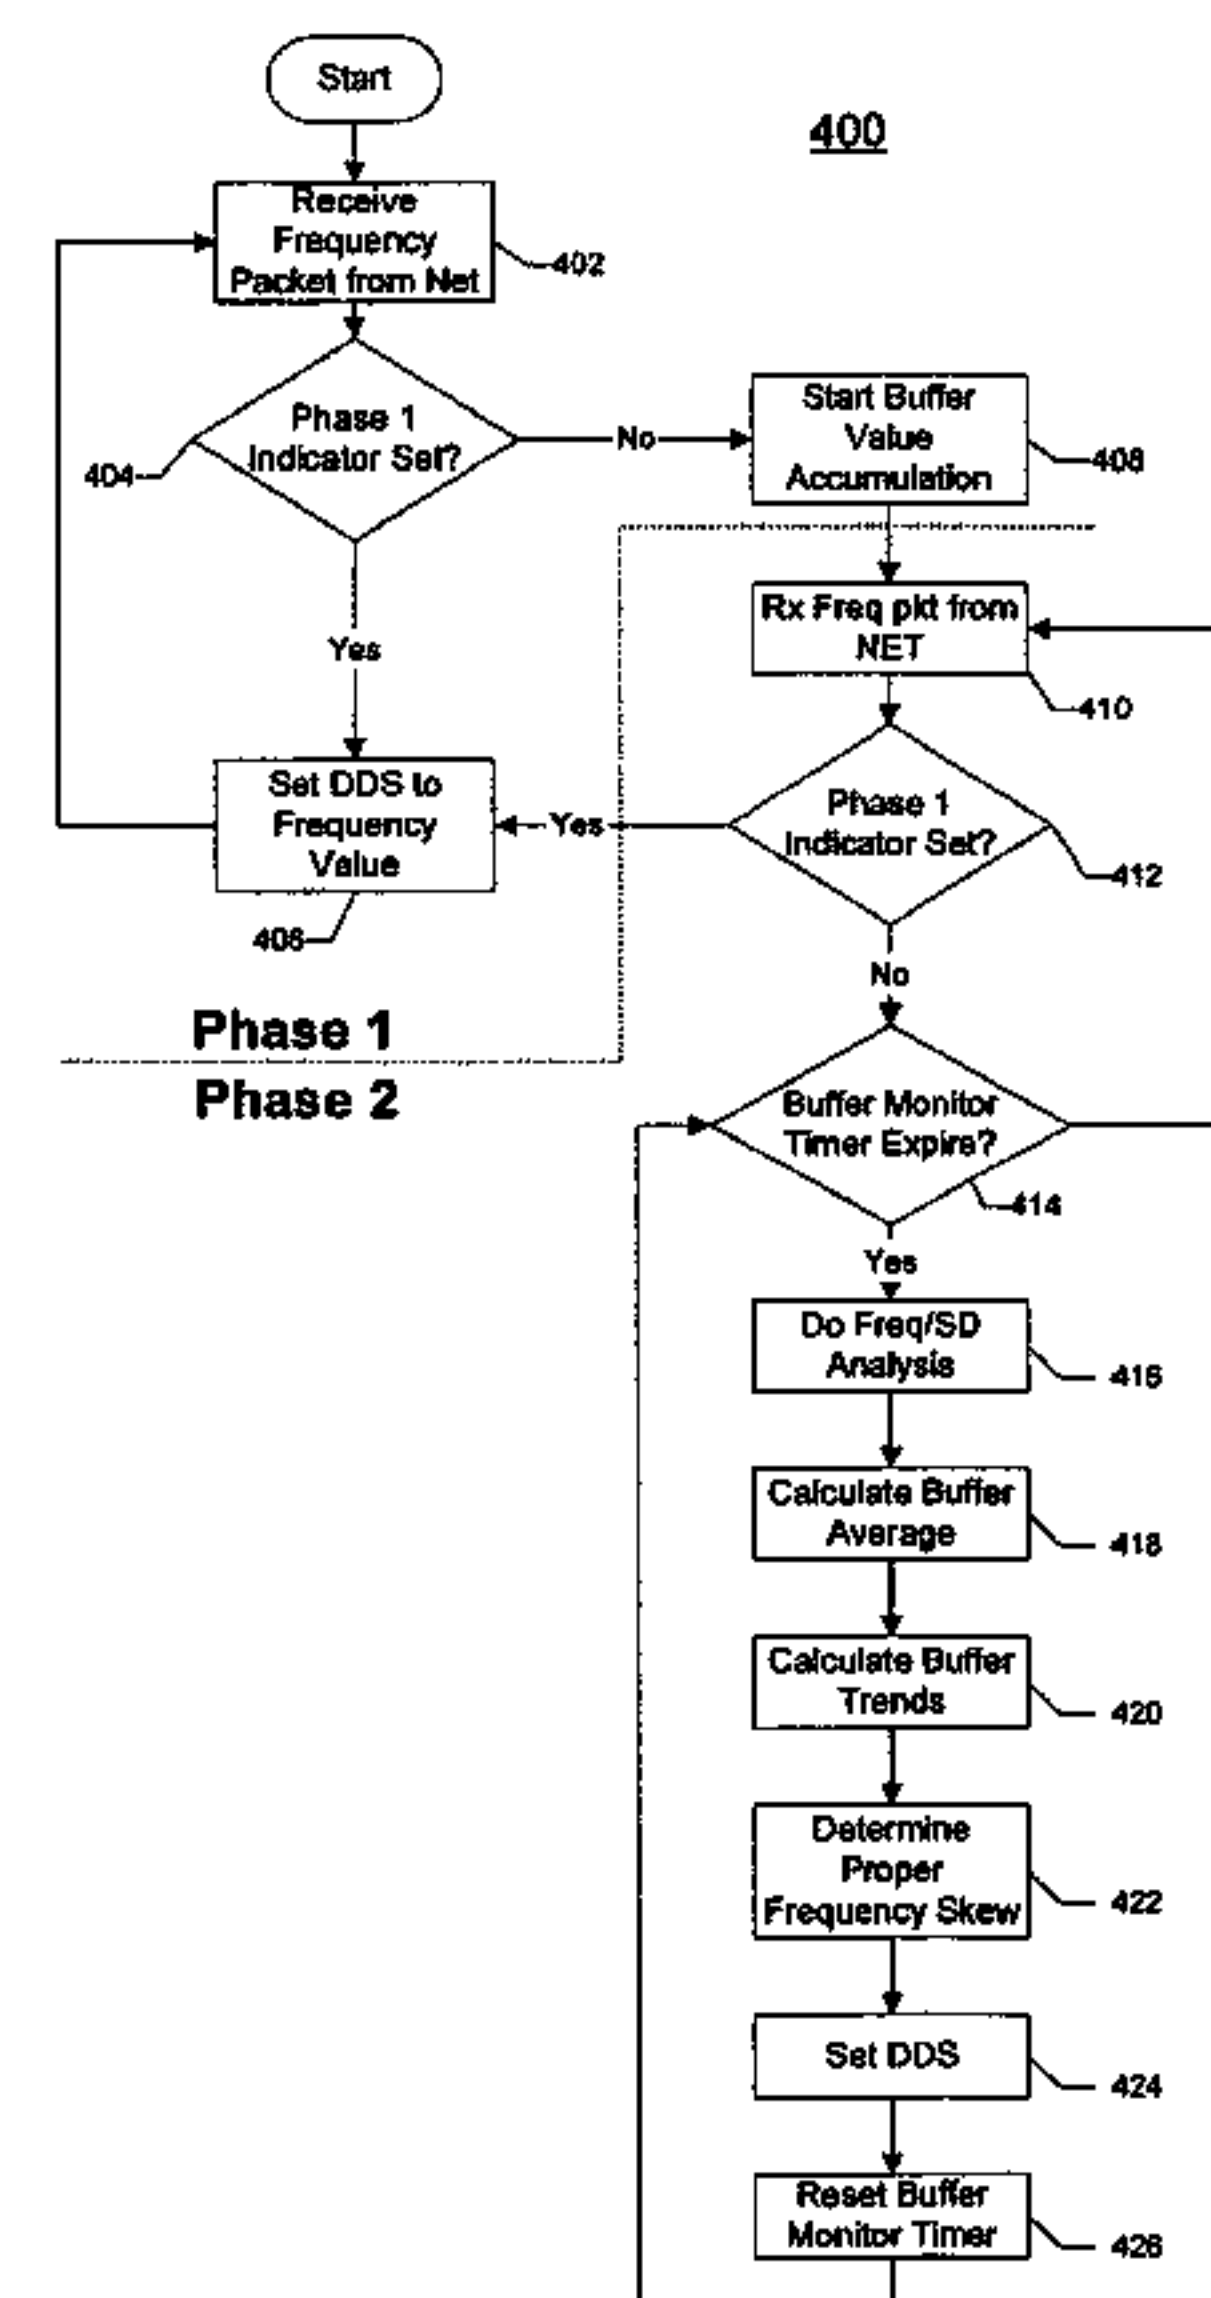 Start
400
Receive
Frequency
Packet from Net
402
Phase 1
Indicator Set?
404
No
Start Buffer
Value
Accumulation
408
Yes
Rx Freq pkt from
NET
410
Set DDS to
Frequency
Value
406
Yes
Phase 1
Indicator Set?
412
No
Phase 1
Phase 2
Buffer Monitor
Timer Expire?
414
Yes
Do Freq/SD
Analysis
416
Calculate Buffer
Average
418
Calculate Buffer
Trends
420
Determine
Proper
Frequency Skew
422
Set DDS
424
Reset Buffer
Monitor Timer
426